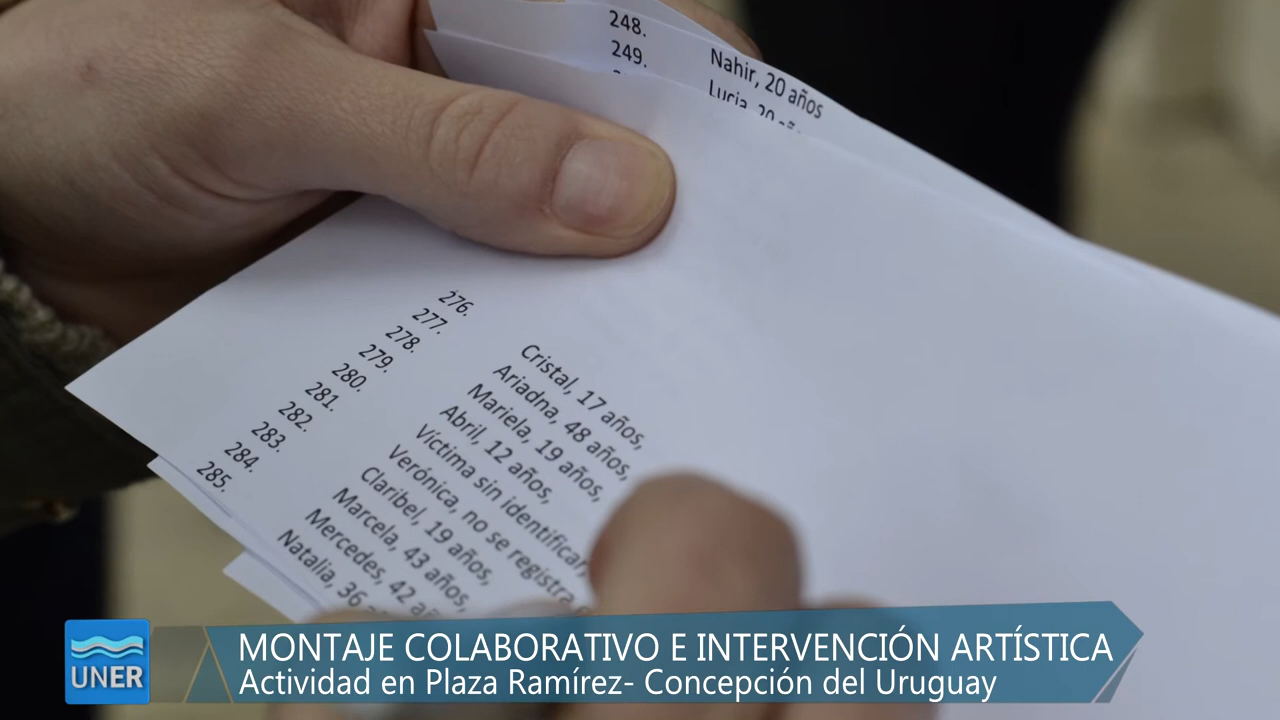 248.
249.
Nahir, 20 años
Lucia, 20
276. Cristal, 17 años,
277. Ariadna, 48 años,
278. Mariela, 19 años,
279. Abril, 12 años,
280. Víctima sin identificar,
281. Verónica, no se registra
282. Claribel, 19 años,
283. Marcela, 43 años,
284. Mercedes, 42
285. Natalia, 36
UNER
MONTAJE COLABORATIVO E INTERVENCIÓN ARTÍSTICA
Actividad en Plaza Ramírez- Concepción del Uruguay